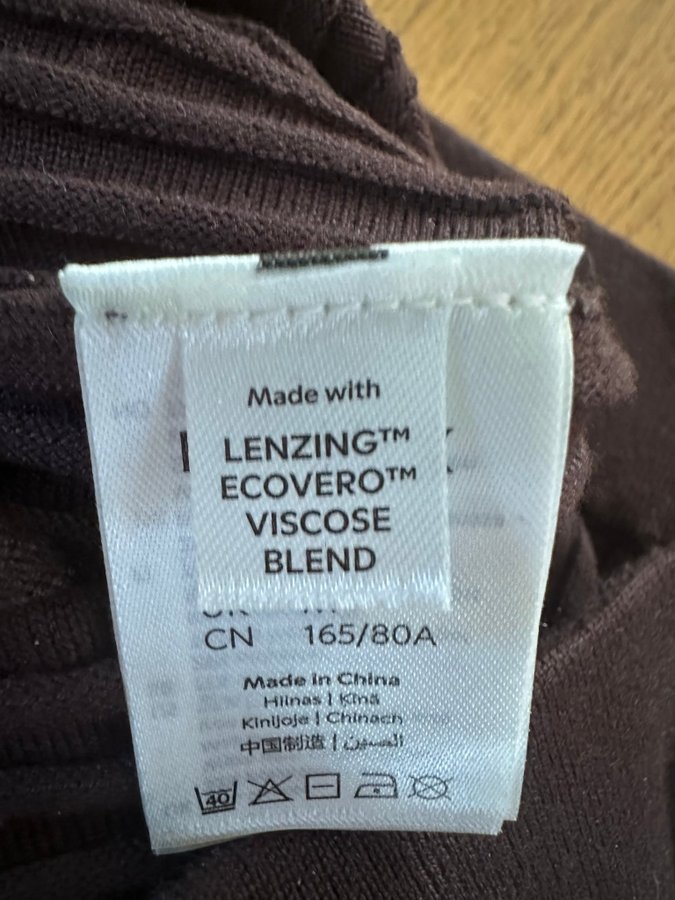 Made with
LENZING™
ECOVERO™
VISCOSE
BLEND
CN 165/80A
Made in China
Hiinas | Ķīnā
Kinijoje | Chinach
中国制造 | الصين
40